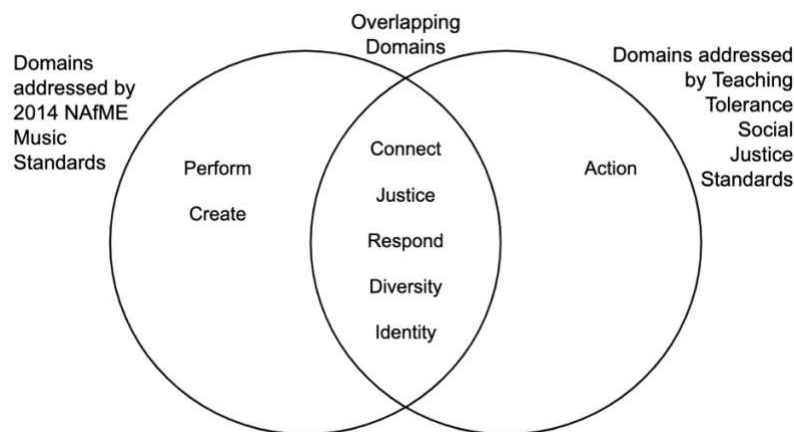 Overlapping
Domains
Domains
addressed by
2014 NAfME
Music
Standards
Domains addressed
by Teaching
Tolerance
Social
Justice
Standards
Perform
Create
Connect
Justice
Respond
Diversity
Identity
Action